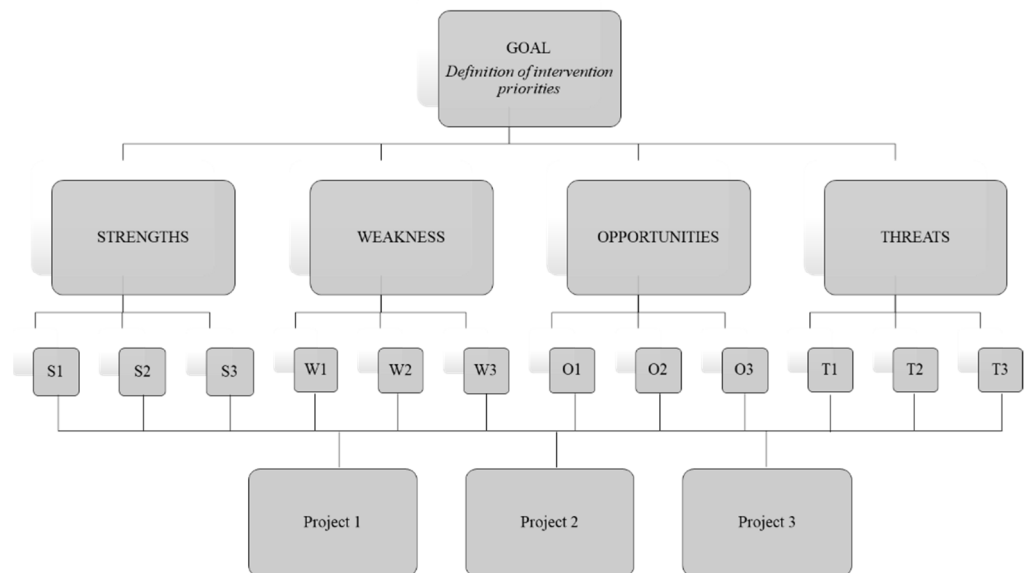 GOAL
Definition of intervention
priorities
STRENGTHS
WEAKNESS
OPPORTUNITIES
THREATS
S1
S2
S3
W1
W2
W3
O1
O2
O3
T1
T2
T3
Project 1
Project 2
Project 3